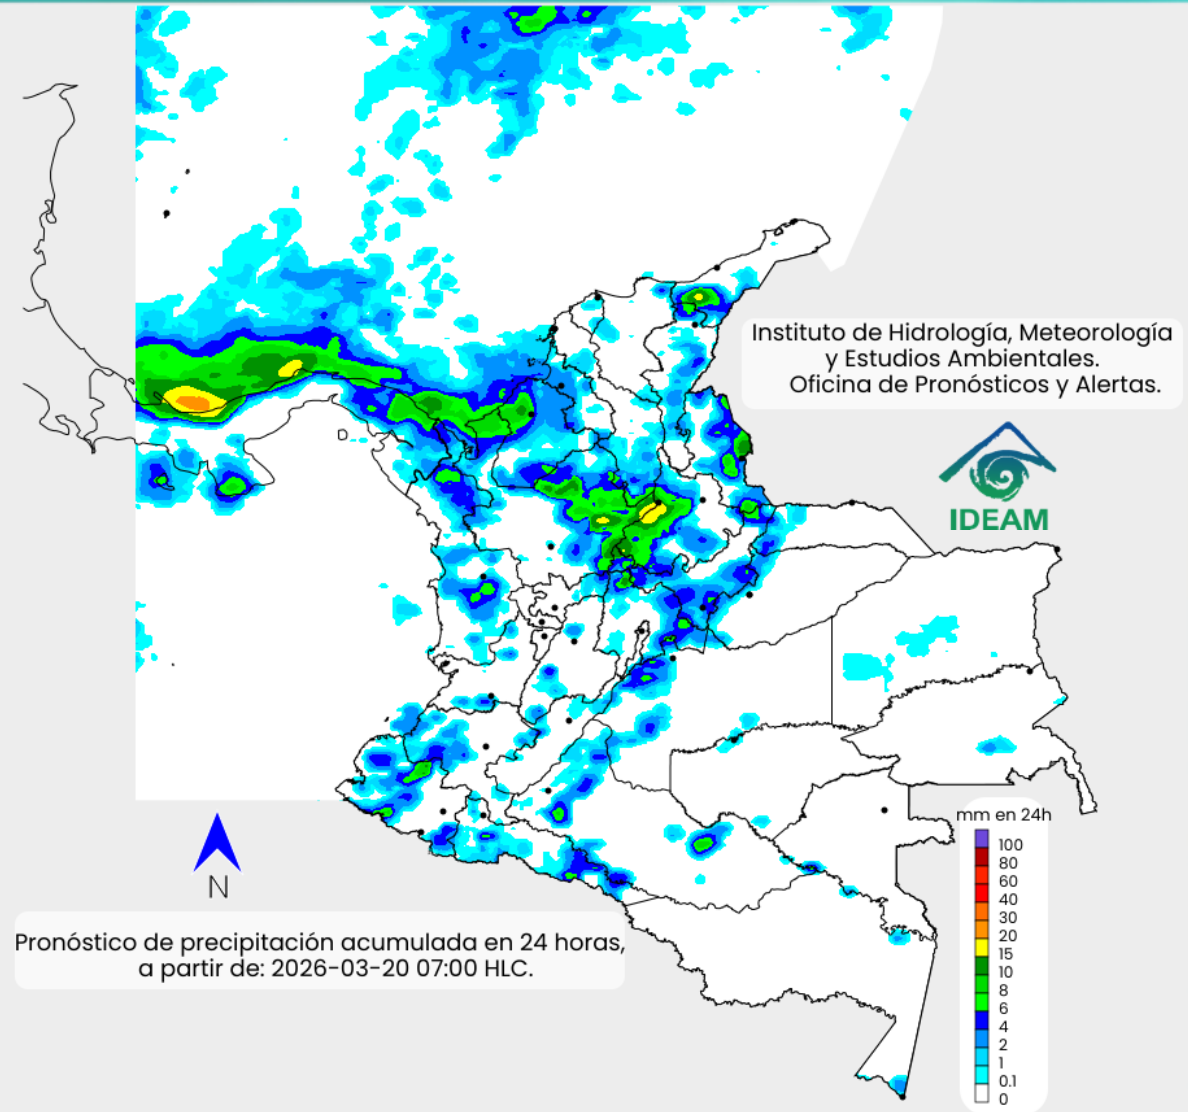 Instituto de Hidrología, Meteorología
y Estudios Ambientales.
Oficina de Pronósticos y Alertas.
IDEAM
mm en 24h
100
80
60
40
30
20
15
10
8
6
4
2
1
0.1
0
N
Pronóstico de precipitación acumulada en 24 horas,
a partir de: 2026-03-20 07:00 HLC.